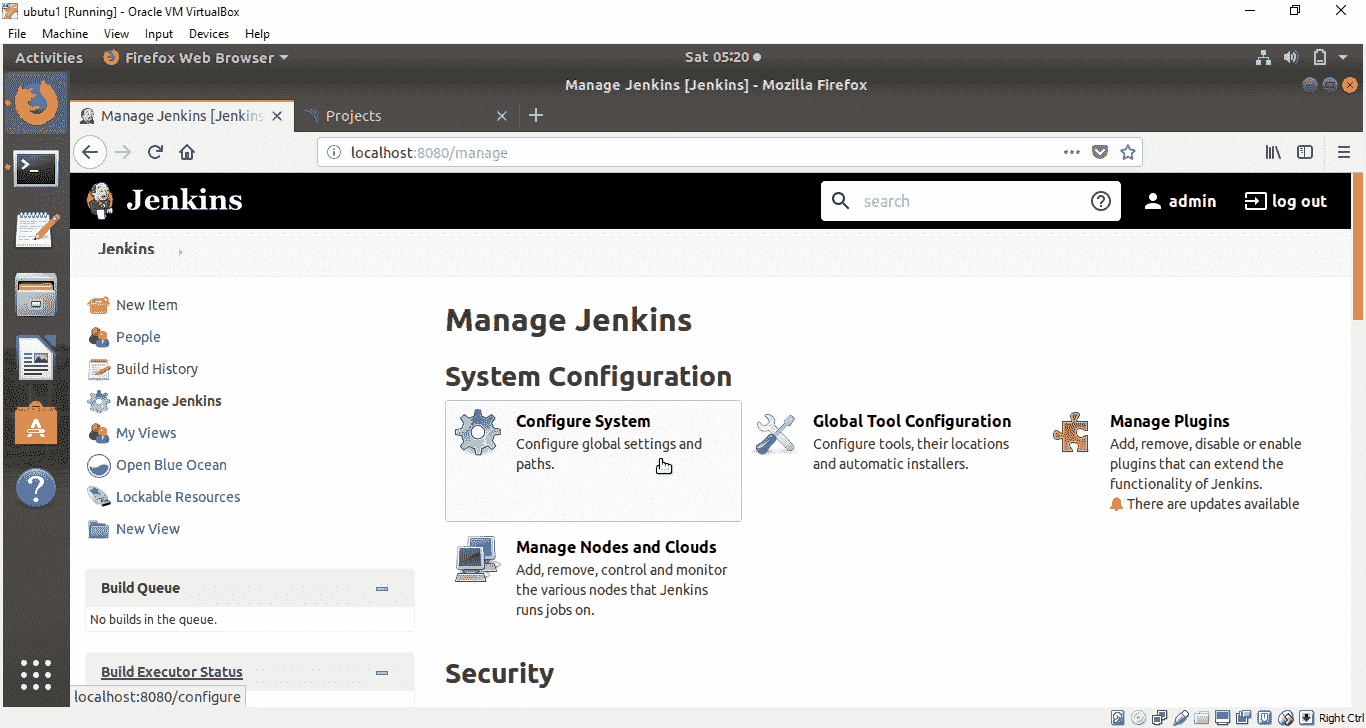 ubutu1 [Running] - Oracle VM VirtualBox
File Machine View Input Devices Help
Activities Firefox Web Browser Sat 05:20
Manage Jenkins [Jenkins] - Mozilla Firefox
Manage Jenkins [Jenkins Projects
localhost:8080/manage
Jenkins search admin log out
Jenkins
New Item
People
Build History
Manage Jenkins
My Views
Open Blue Ocean
Lockable Resources
New View
Build Queue
No builds in the queue.
Build Executor Status
localhost:8080/configure
Manage Jenkins
System Configuration
Configure System
Configure global settings and
paths.
Global Tool Configuration
Configure tools, their locations
and automatic installers.
Manage Plugins
Add, remove, disable or enable
plugins that can extend the
functionality of Jenkins.
There are updates available
Manage Nodes and Clouds
Add, remove, control and monitor
the various nodes that Jenkins
runs jobs on.
Security
Right Ctrl